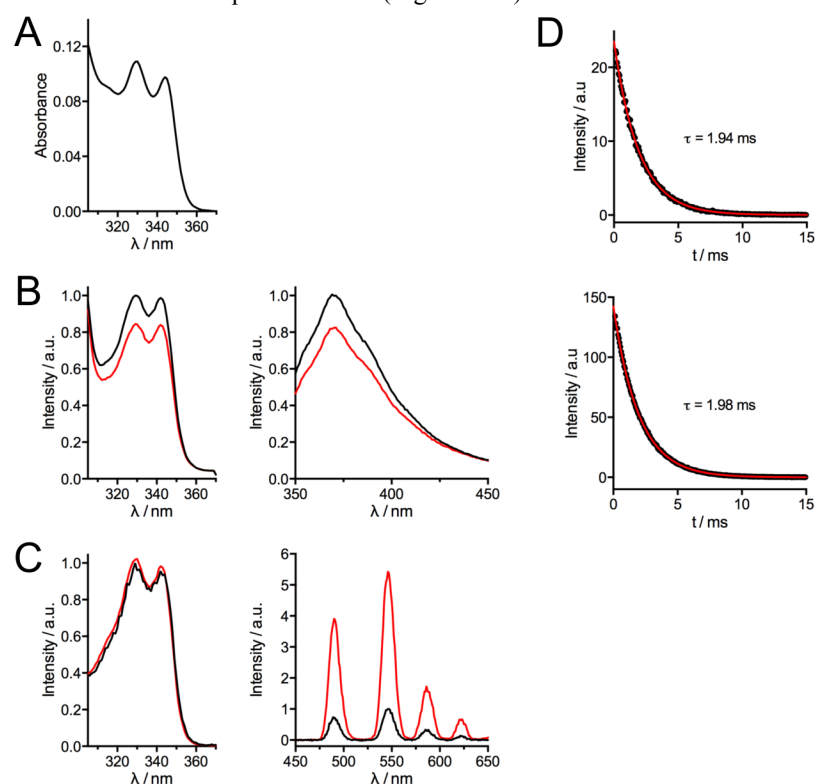 A
0.12
0.08
0.04
0.00
Absorbance
320 340 360
λ / nm
B
1.0
0.8
0.6
0.4
0.2
0.0
Intensity / a.u.
320 340 360
λ / nm
1.0
0.8
0.6
0.4
0.2
0.0
Intensity / a.u.
350 400 450
λ / nm
C
1.0
0.8
0.6
0.4
0.2
0.0
Intensity / a.u.
320 340 360
λ / nm
6
5
4
3
2
1
0
Intensity / a.u.
450 500 550 600 650
λ / nm
D
20
10
0
Intensity / a.u
τ = 1.94 ms
0 5 10 15
t / ms
150
100
50
0
Intensity / a.u
τ = 1.98 ms
0 5 10 15
t / ms